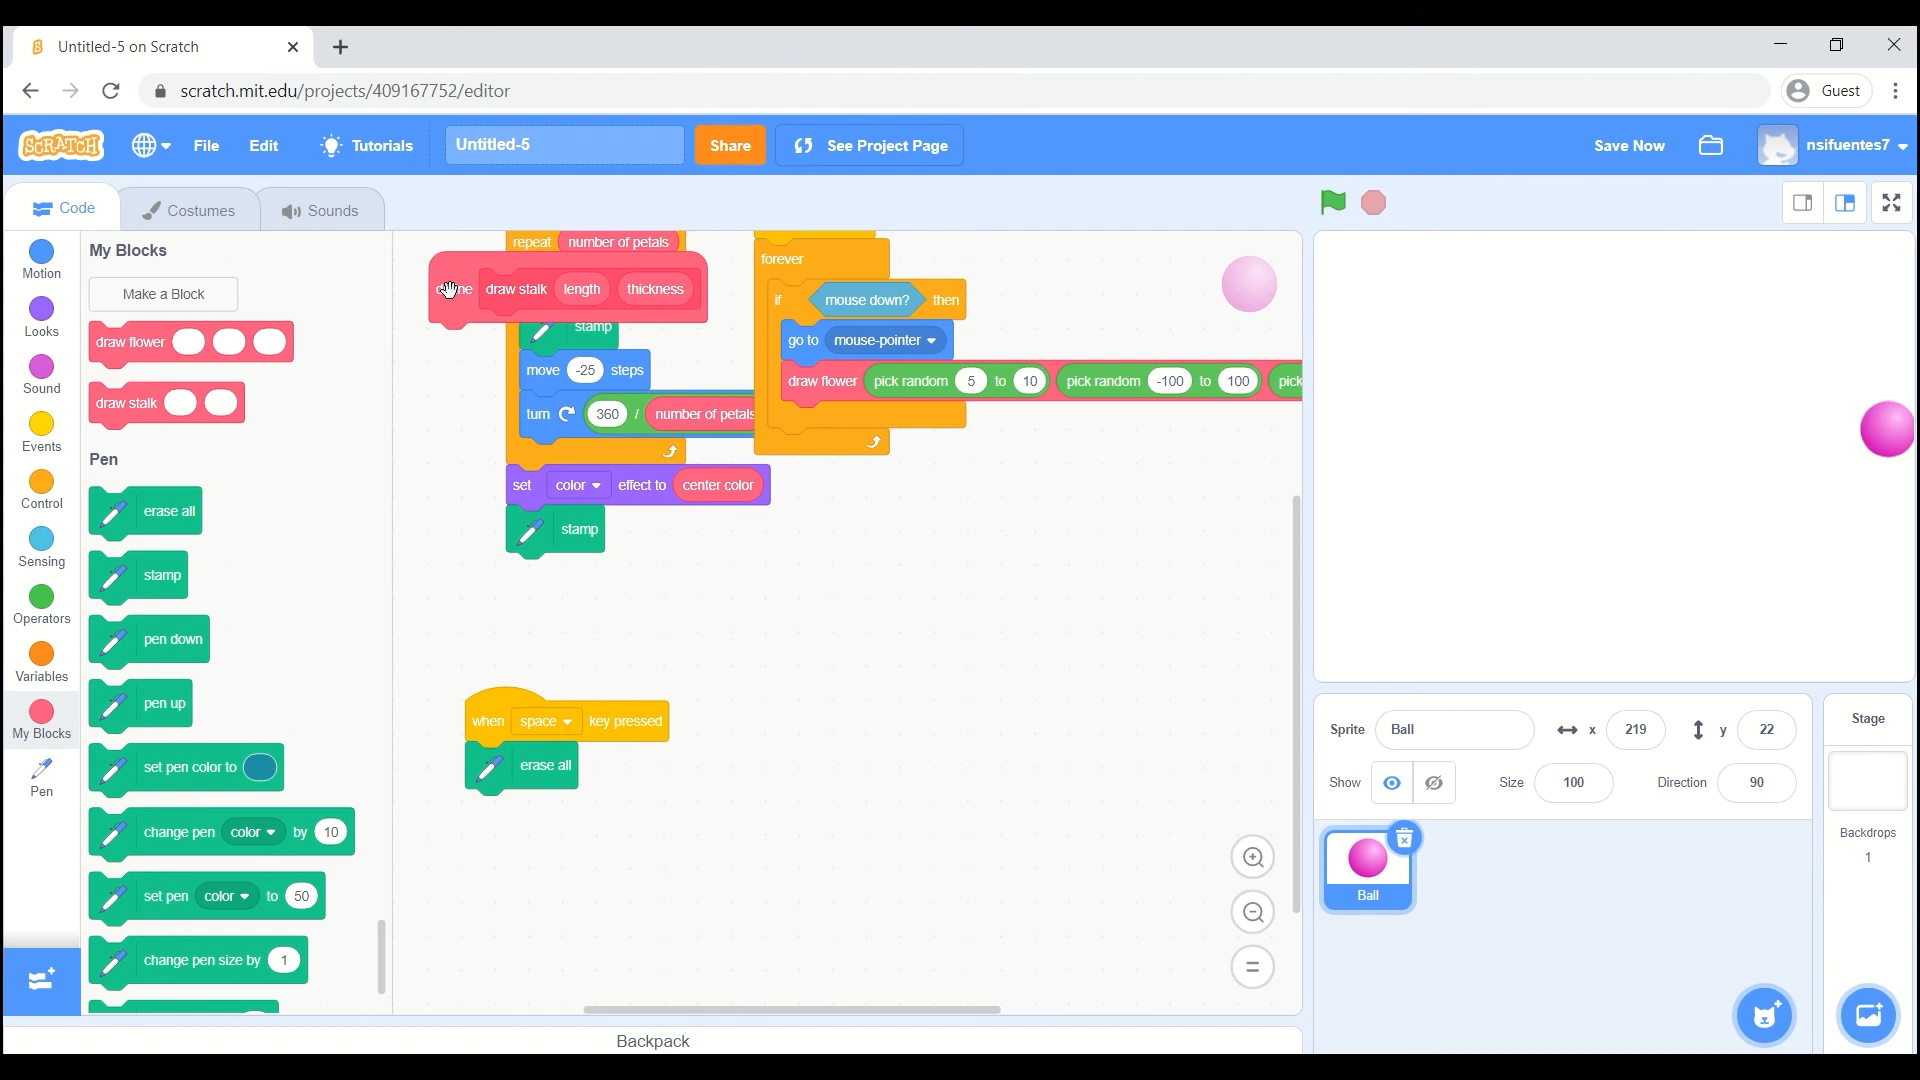 Untitled-5 on Scratch
scratch.mit.edu/projects/409167752/editor
Guest
SCRATCH
File
Edit
Tutorials
Untitled-5
Share
See Project Page
Save Now
nsifuentes7
Code
Costumes
Sounds
Motion
Looks
Sound
Events
Control
Sensing
Operators
Variables
My Blocks
Pen
My Blocks
Make a Block
draw flower
draw stalk
Pen
erase all
stamp
pen down
pen up
set pen color to
change pen color by 10
set pen color to 50
change pen size by 1
repeat number of petals
draw stalk length thickness
stamp
move -25 steps
turn 360 / number of petals
set color effect to center color
stamp
forever
if mouse down? then
go to mouse-pointer
draw flower pick random 5 to 10 pick random -100 to 100 pick
when space key pressed
erase all
Backpack
Sprite Ball x 219 y 22
Show Size 100 Direction 90
Ball
Stage
Backdrops
1